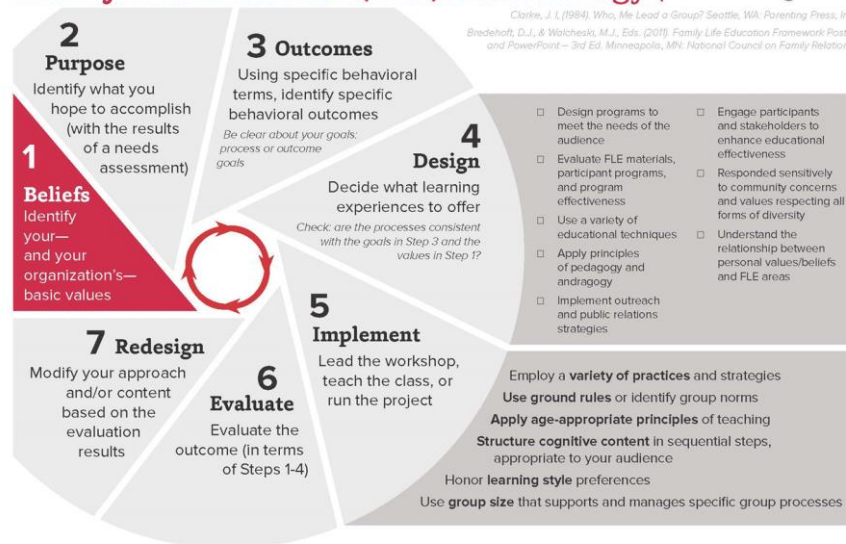 Clarke, J. I. (1984). Who, Me Lead a Group? Seattle, WA: Parenting Press,
Bredehoft, D.J., & Walcheski, M.J., Eds. (2011). Family Life Education Framework
and PowerPoint – 3rd Ed. Minneapolis, MN: National Council on Family
1
Beliefs
Identify
your—
and your
organization's—
basic values
2
Purpose
Identify what you
hope to accomplish
(with the results
of a needs
assessment)
3 Outcomes
Using specific behavioral
terms, identify specific
behavioral outcomes
Be clear about your goals:
process or outcome
goals
4
Design
Decide what learning
experiences to offer
Check: are the processes consistent
with the goals in Step 3 and the
values in Step 1?
Design programs to
meet the needs of the
audience
Evaluate FLE materials,
participant programs,
and program
effectiveness
Use a variety of
educational techniques
Apply principles
of pedagogy and
andragogy
Implement outreach
and public relations
strategies
Engage participants
and stakeholders to
enhance educational
effectiveness
Responded sensitively
to community concerns
and values respecting all
forms of diversity
Understand the
relationship between
personal values/beliefs
and FLE areas
5
Implement
Lead the workshop,
teach the class, or
run the project
Employ a variety of practices and strategies
Use ground rules or identify group norms
Apply age-appropriate principles of teaching
Structure cognitive content in sequential steps,
appropriate to your audience
Honor learning style preferences
Use group size that supports and manages specific group processes
6
Evaluate
Evaluate the
outcome (in terms
of Steps 1-4)
7 Redesign
Modify your approach
and/or content
based on the
evaluation
results